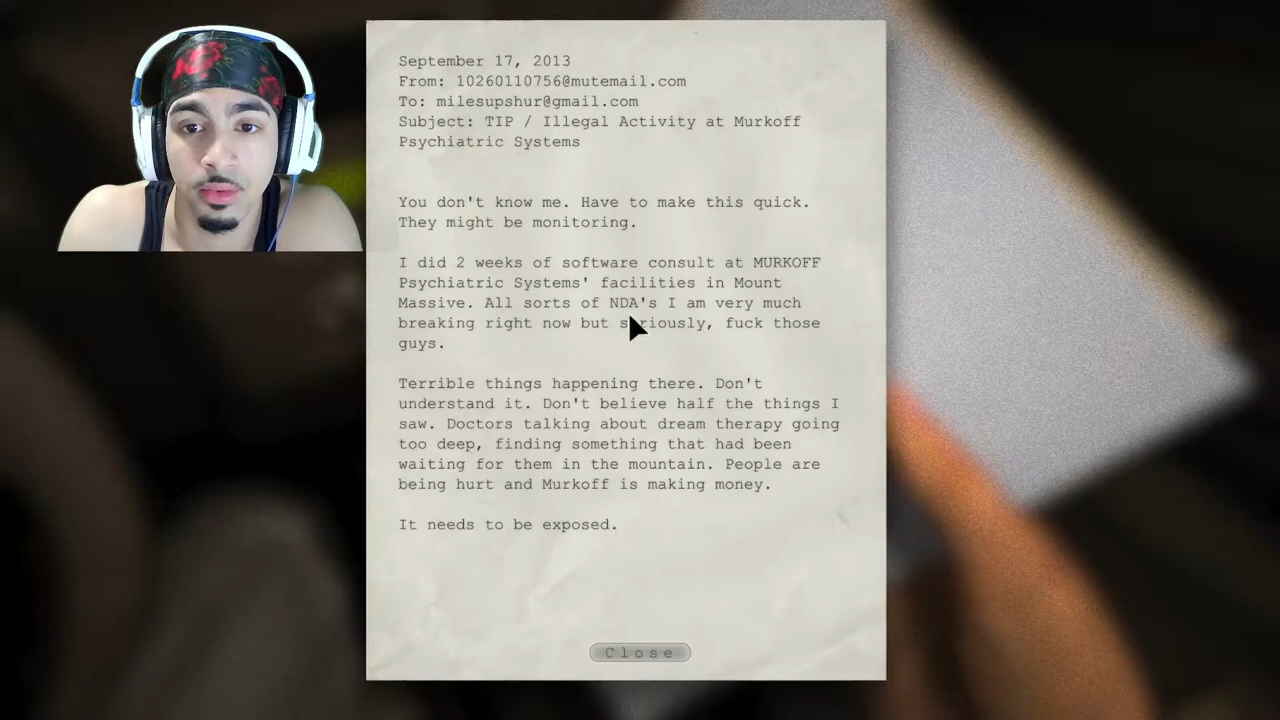 September 17, 2013
From: 10260110756@mutemail.com
To: milesupshur@gmail.com
Subject: TIP / Illegal Activity at Murkoff
Psychiatric Systems
You don't know me. Have to make this quick.
They might be monitoring.
I did 2 weeks of software consult at MURKOFF
Psychiatric Systems' facilities in Mount
Massive. All sorts of NDA's I am very much
breaking right now but seriously, fuck those
guys.
Terrible things happening there. Don't
understand it. Don't believe half the things I
saw. Doctors talking about dream therapy going
too deep, finding something that had been
waiting for them in the mountain. People are
being hurt and Murkoff is making money.
It needs to be exposed.
Close